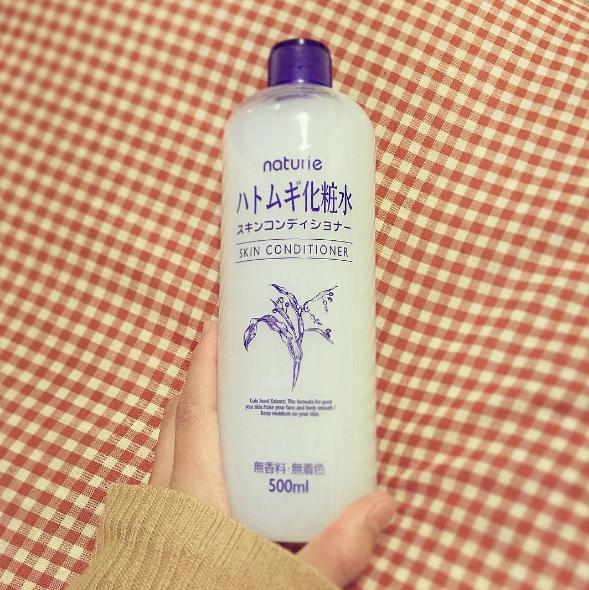 naturie
ハトムギ化粧水
スキンコンディショナー
SKIN CONDITIONER
Coix Seed Extract: The formula for good
your skin. Make your face and body smooth!
Keep moisture on your skin.
無香料・無着色
500ml